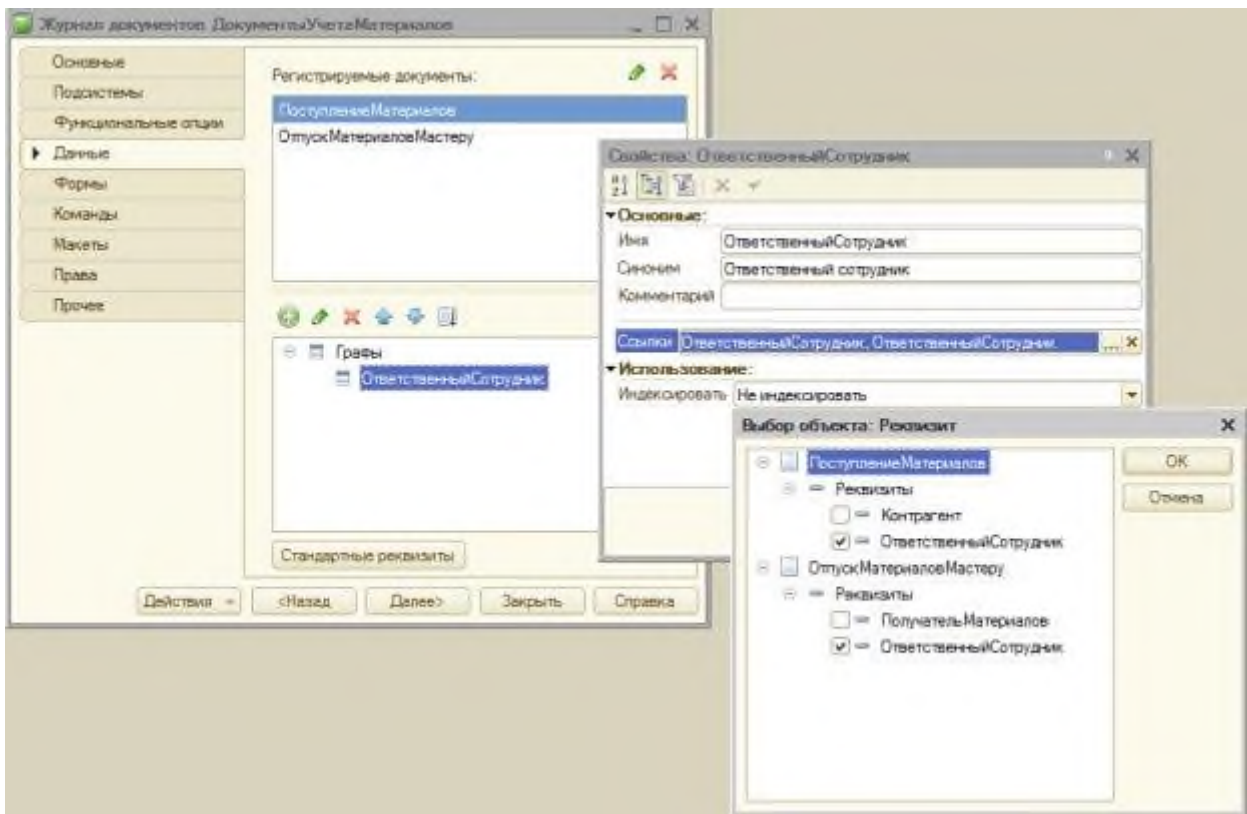 Журнал документов ДокументыУчетаМатериалов
Основные
Подсистемы
Функциональные опции
Данные
Формы
Команды
Макеты
Права
Прочее
Регистрируемые документы:
ПоступлениеМатериалов
ОтпускМатериаловМастеру
Графы
ОтветственныйСотрудник
Стандартные реквизиты
Действия
<Назад
Далее>
Закрыть
Справка
Свойства: ОтветственныйСотрудник
Основные:
Имя ОтветственныйСотрудник
Синоним Ответственный сотрудник
Комментарий
Ссылки ОтветственныйСотрудник, ОтветственныйСотрудник ...
Использование:
Индексировать Не индексировать
Выбор объекта: Реквизит
ПоступлениеМатериалов
Реквизиты
Контрагент
ОтветственныйСотрудник
ОтпускМатериаловМастеру
Реквизиты
ПолучательМатериалов
ОтветственныйСотрудник
ОК
Отмена